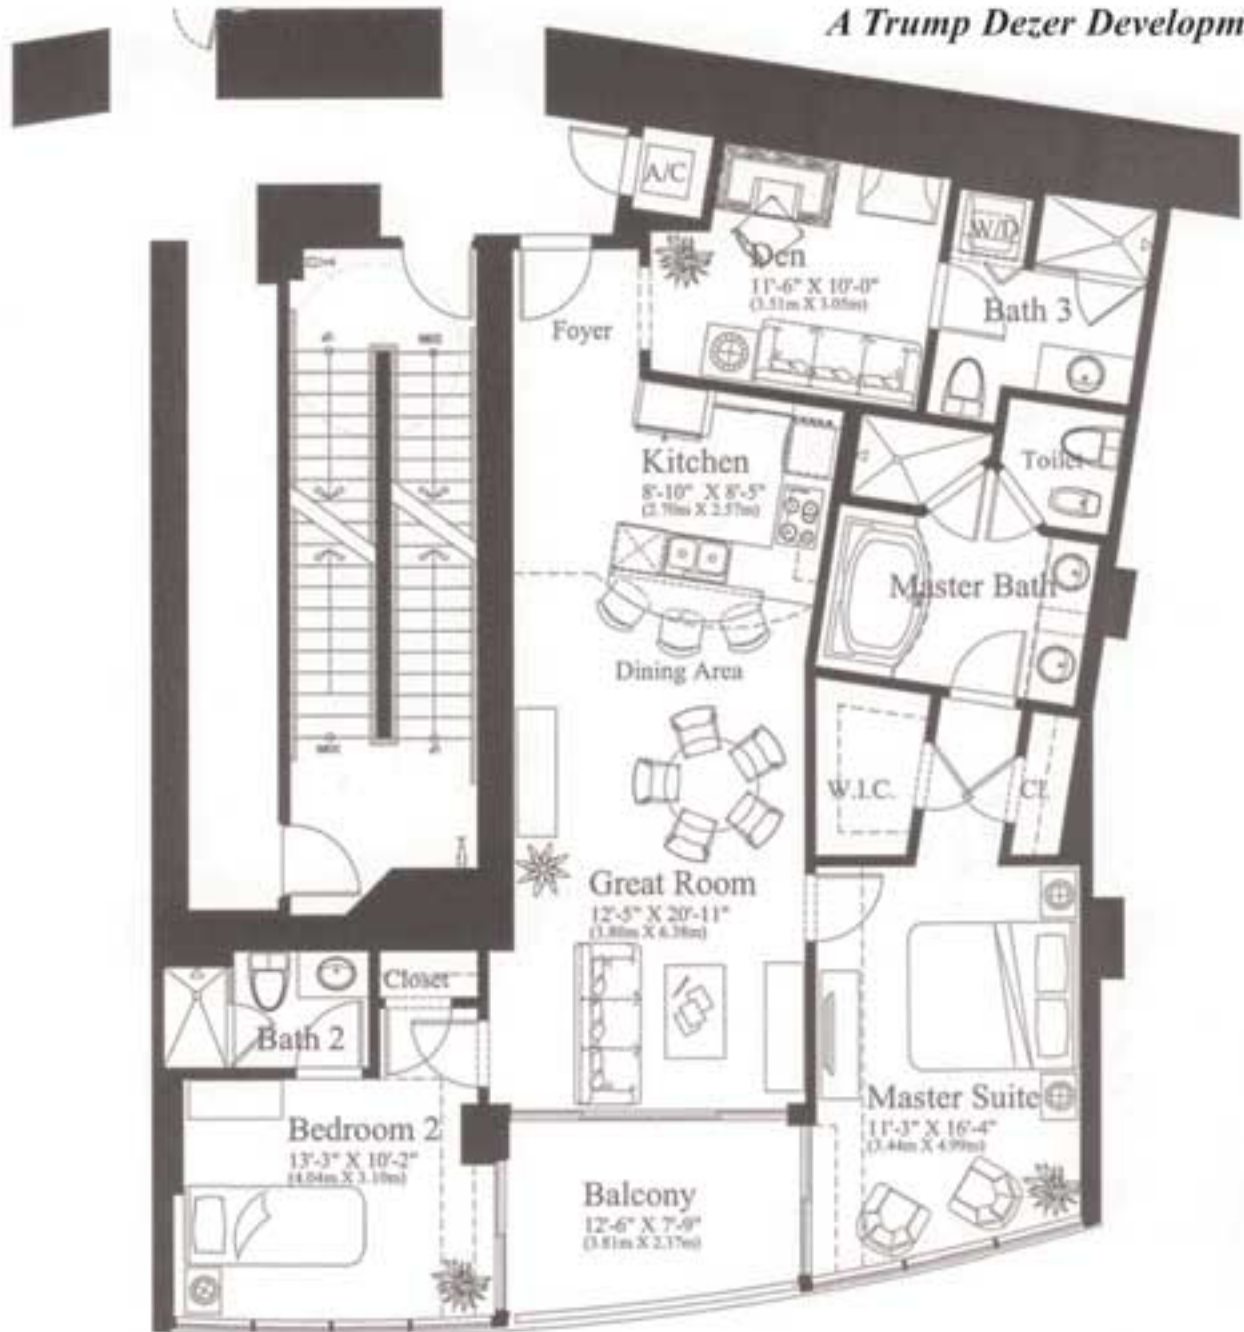 A Trump Dezer Developm
A/C
Den
11'-6" X 10'-0"
(3.51m X 3.05m)
W/D
Bath 3
Foyer
Kitchen
8'-10" X 8'-5"
(2.70m X 2.57m)
Toilet
Master Bath
Dining Area
W.I.C.
Cl.
Great Room
12'-5" X 20'-11"
(3.80m X 6.38m)
Closet
Bath 2
Master Suite
11'-3" X 16'-4"
(3.44m X 4.99m)
Bedroom 2
13'-3" X 10'-2"
(4.04m X 3.10m)
Balcony
12'-6" X 7'-9"
(3.81m X 2.37m)